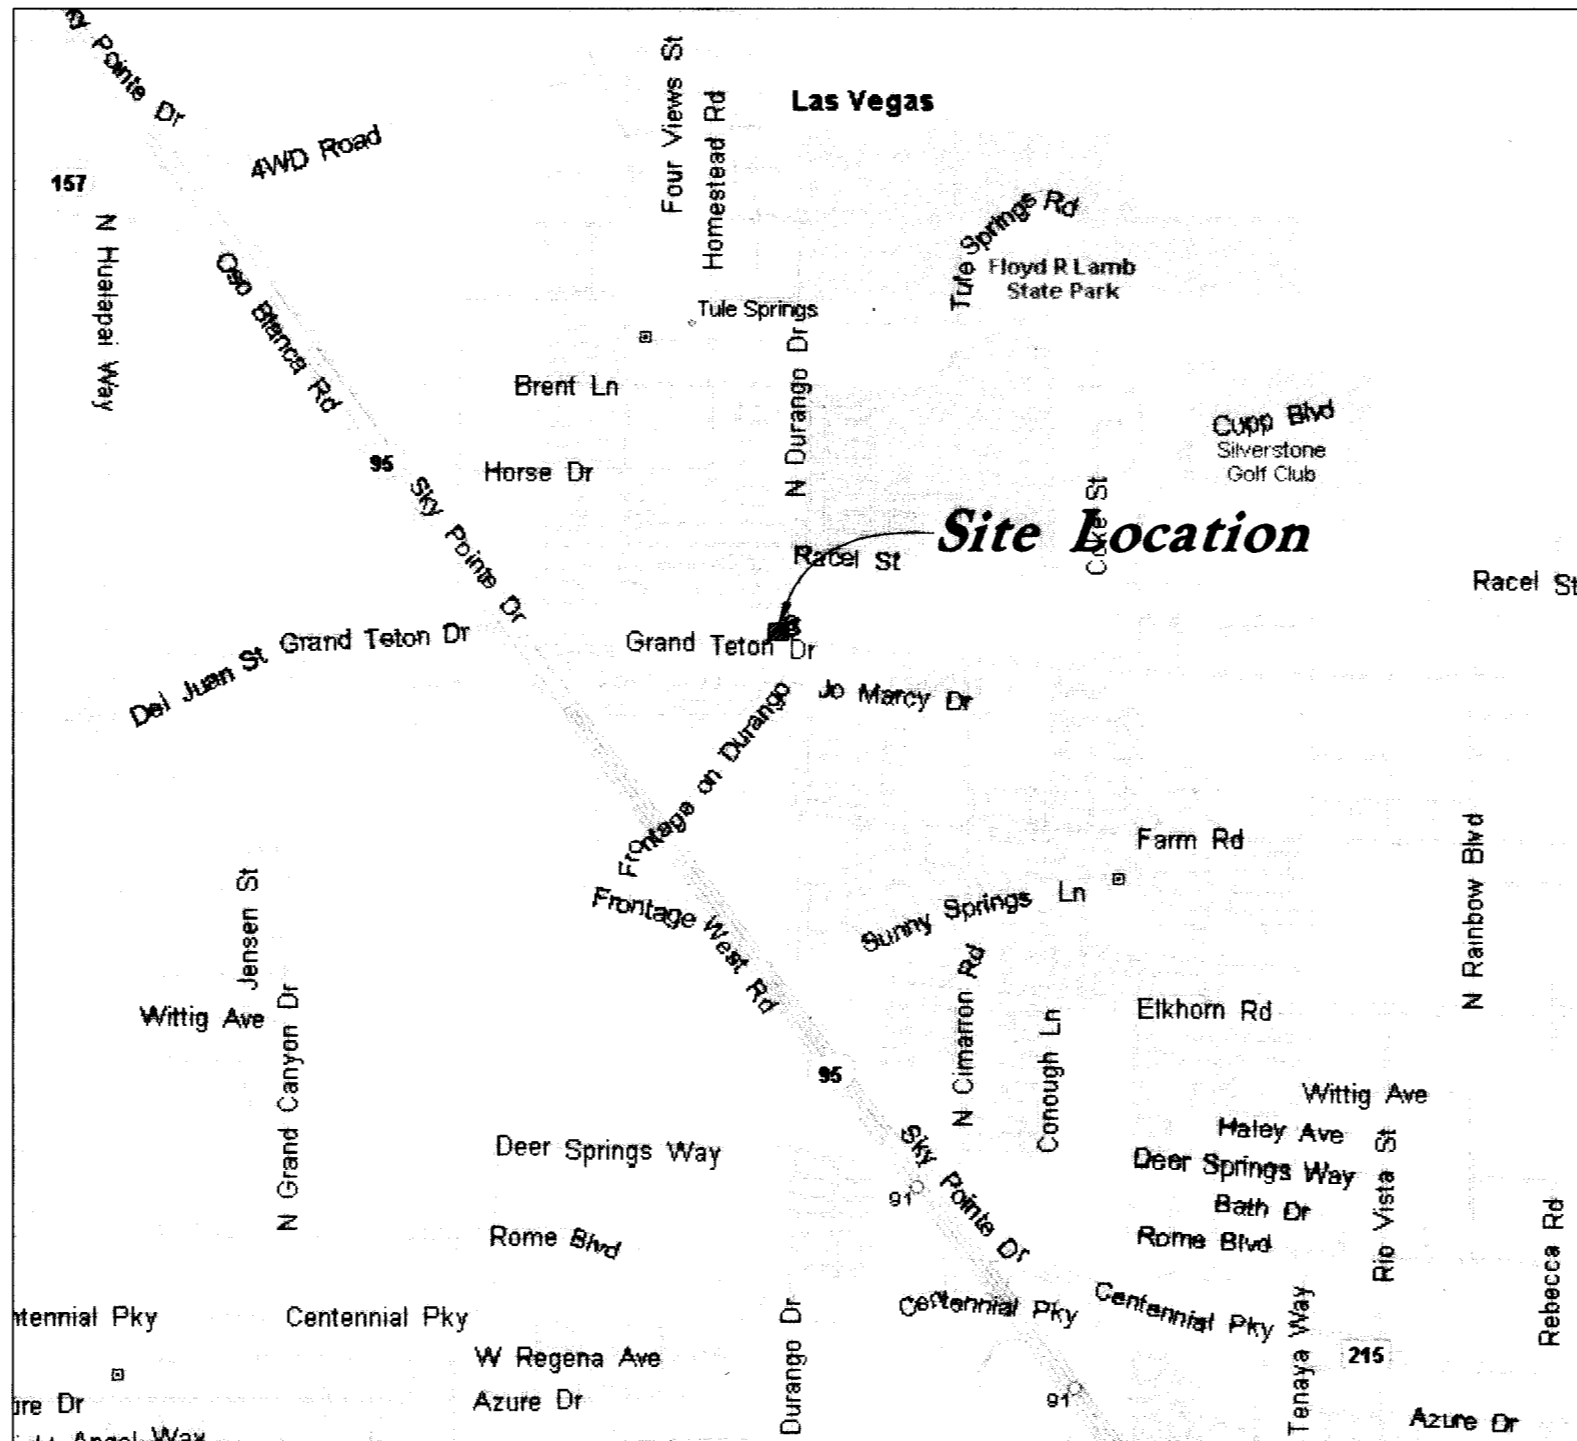 y Pointe Dr
4WD Road
157
N Hualapai Way
Oso Blanca Rd
Four Views St
Homestead Rd
Las Vegas
Tule Springs Rd
Floyd R Lamb
State Park
Tule Springs
N Durango Dr
Brent Ln
Horse Dr
95
Sky Pointe Dr
Cupp Blvd
Silverstone
Golf Club
Site Location
Racel St
Racel St
Grand Teton Dr
Grand Teton Dr
Del Juan St
Jo Marcy Dr
Frontage on Durango
Frontage West Rd
Farm Rd
Sunny Springs Ln
N Rainbow Blvd
Jensen St
Wittig Ave
N Grand Canyon Dr
N Cimarron Rd
Conough Ln
Elkhorn Rd
95
Wittig Ave
Haley Ave
Deer Springs Way
Deer Springs Way
Sky Pointe Dr
91
Bath Dr
Rio Vista St
Rome Blvd
Rome Blvd
Rebecca Rd
ntennial Pky
Centennial Pky
Centennial Pky
Centennial Pky
Durango Dr
Tenaya Way
215
W Regena Ave
91
ure Dr
Azure Dr
Azure Dr
Angel Way